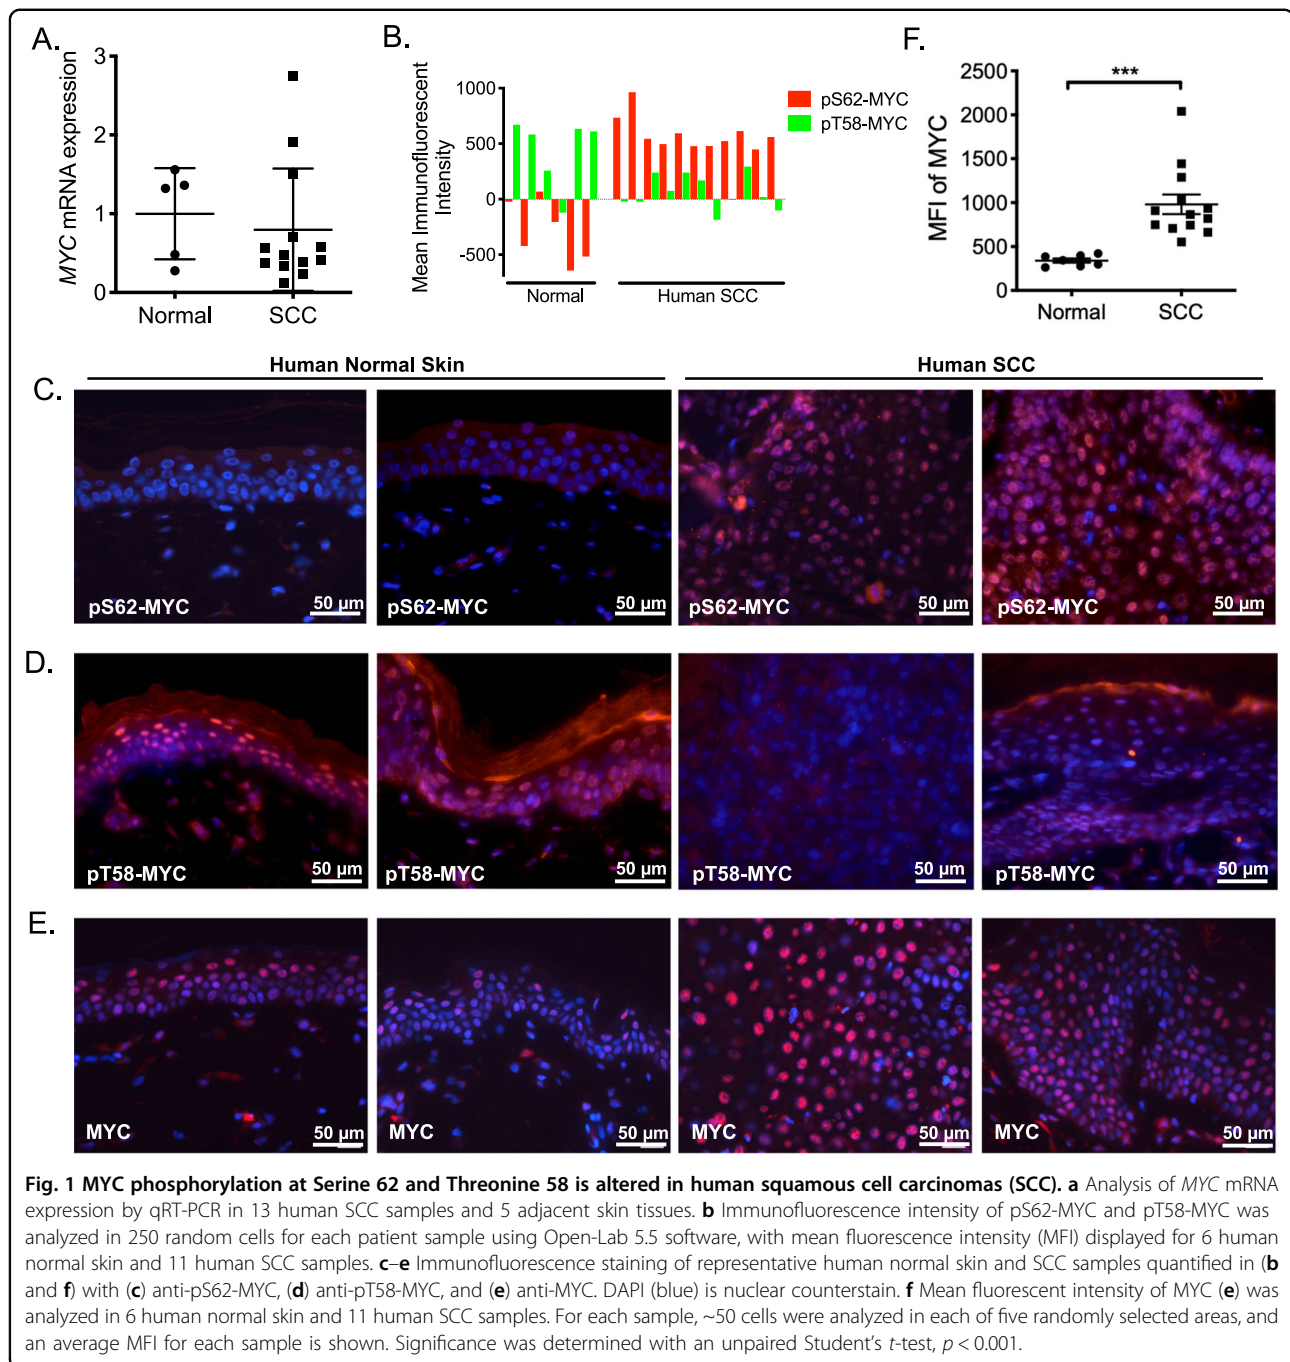 A.
MYC mRNA expression
3
2
1
0
Normal
SCC
B.
Mean Immunofluorescent
Intensity
1000
500
0
-500
Normal
Human SCC
pS62-MYC
pT58-MYC
F.
MFI of MYC
2500
2000
1500
1000
500
0
***
Normal
SCC
Human Normal Skin
Human SCC
C.
pS62-MYC
50 µm
pS62-MYC
50 µm
pS62-MYC
50 µm
pS62-MYC
50 µm
D.
pT58-MYC
50 µm
pT58-MYC
50 µm
pT58-MYC
50 µm
pT58-MYC
50 µm
E.
MYC
50 µm
MYC
50 µm
MYC
50 µm
MYC
50 µm
Fig. 1 MYC phosphorylation at Serine 62 and Threonine 58 is altered in human squamous cell carcinomas (SCC). a Analysis of MYC mRNA
expression by qRT-PCR in 13 human SCC samples and 5 adjacent skin tissues. b Immunofluorescence intensity of pS62-MYC and pT58-MYC was
analyzed in 250 random cells for each patient sample using Open-Lab 5.5 software, with mean fluorescence intensity (MFI) displayed for 6 human
normal skin and 11 human SCC samples. c–e Immunofluorescence staining of representative human normal skin and SCC samples quantified in (b
and f) with (c) anti-pS62-MYC, (d) anti-pT58-MYC, and (e) anti-MYC. DAPI (blue) is nuclear counterstain. f Mean fluorescent intensity of MYC (e) was
analyzed in 6 human normal skin and 11 human SCC samples. For each sample, ~50 cells were analyzed in each of five randomly selected areas, and
an average MFI for each sample is shown. Significance was determined with an unpaired Student's t-test, p < 0.001.